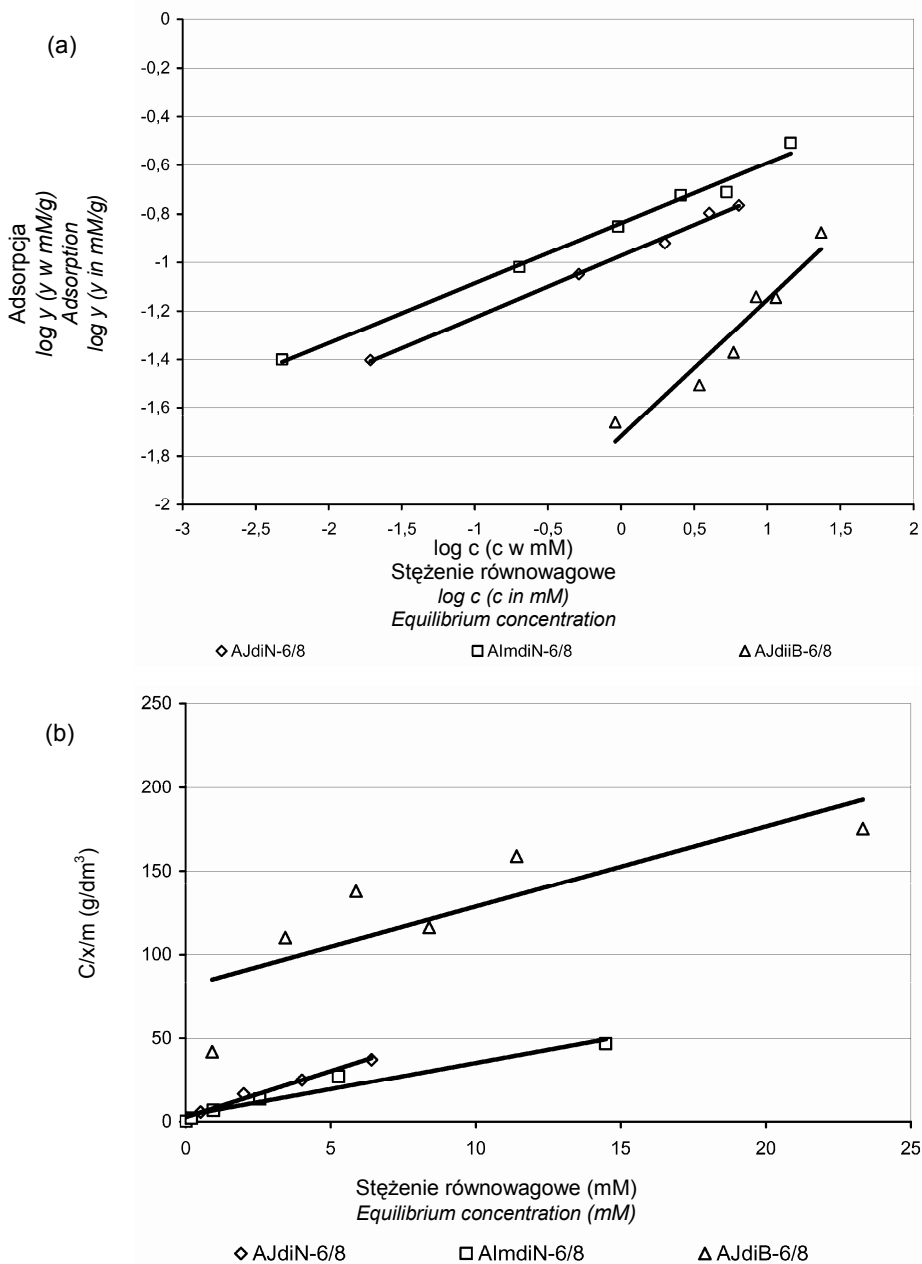 (a)
0
-0,2
-0,4
-0,6
-0,8
-1
-1,2
-1,4
-1,6
-1,8
-2
Adsorpcja
log y (y w mM/g)
Adsorption
log y (y in mM/g)
-3 -2,5 -2 -1,5 -1 -0,5 0 0,5 1 1,5 2
log c (c w mM)
Stężenie równowagowe
log c (c in mM)
Equilibrium concentration
AJdiN-6/8 AImdiN-6/8 AJdiiB-6/8
(b)
250
200
150
100
50
0
C/x/m (g/dm³)
0 5 10 15 20 25
Stężenie równowagowe (mM)
Equilibrium concentration (mM)
AJdiN-6/8 AImdiN-6/8 AJdiB-6/8